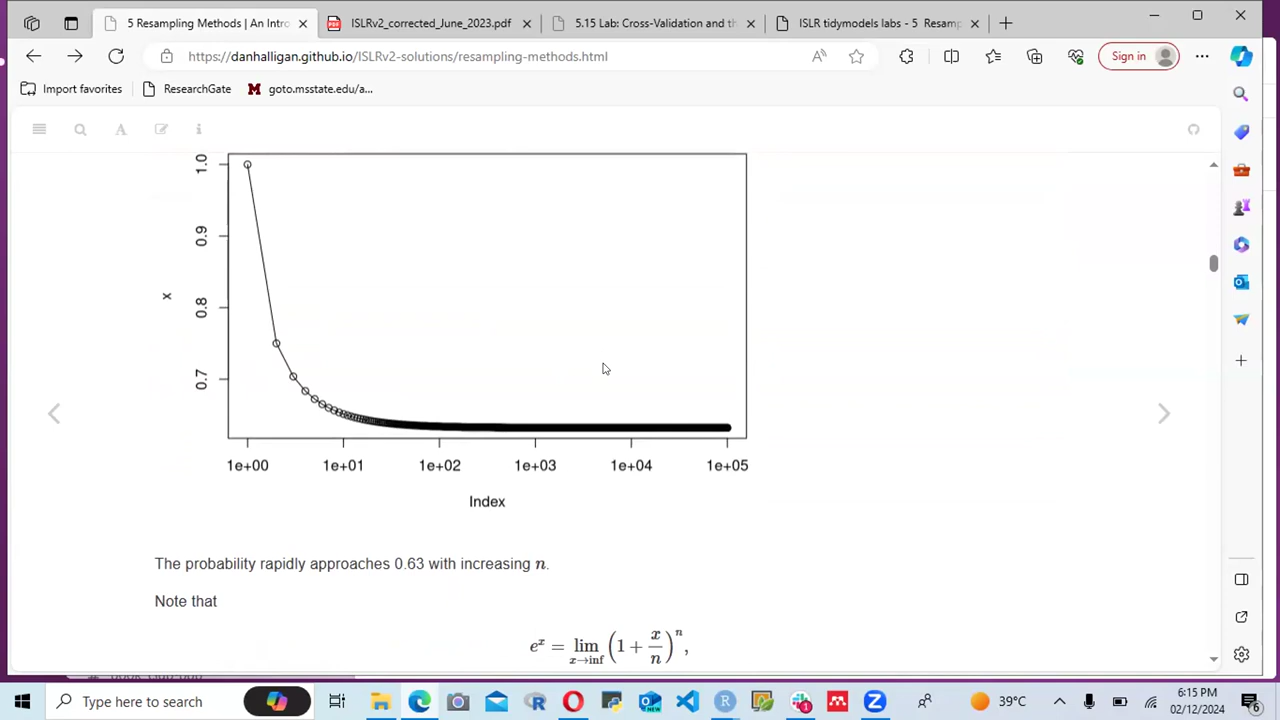 5 Resampling Methods | An Intro
ISLRv2_corrected_June_2023.pdf
5.15 Lab: Cross-Validation and th
ISLR tidymodels labs - 5 Resamp
https://danhalligan.github.io/ISLRv2-solutions/resampling-methods.html
Sign in
Import favorites
ResearchGate
goto.msstate.edu/a...
1.0
0.9
x
0.8
0.7
1e+00 1e+01 1e+02 1e+03 1e+04 1e+05
Index
The probability rapidly approaches 0.63 with increasing n.
Note that
e^x = lim_{x→inf} (1 + x/n)^n,
Type here to search
39°C
6:15 PM
02/12/2024